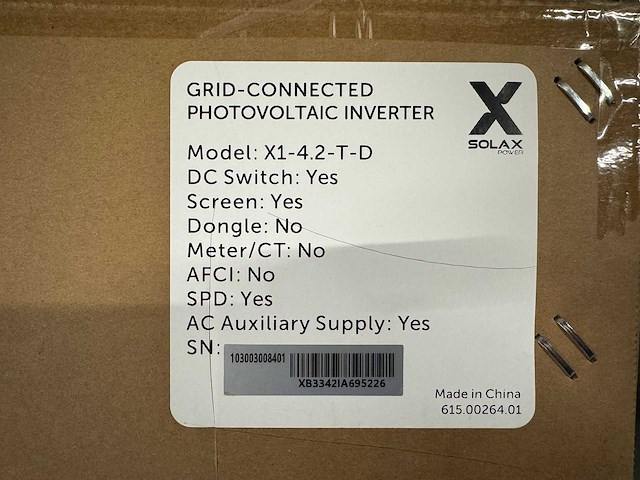 GRID-CONNECTED
PHOTOVOLTAIC INVERTER
X
SOLAX
POWER
Model: X1-4.2-T-D
DC Switch: Yes
Screen: Yes
Dongle: No
Meter/CT: No
AFCI: No
SPD: Yes
AC Auxiliary Supply: Yes
SN:
103003008401
XB3342IA695226
Made in China
615.00264.01